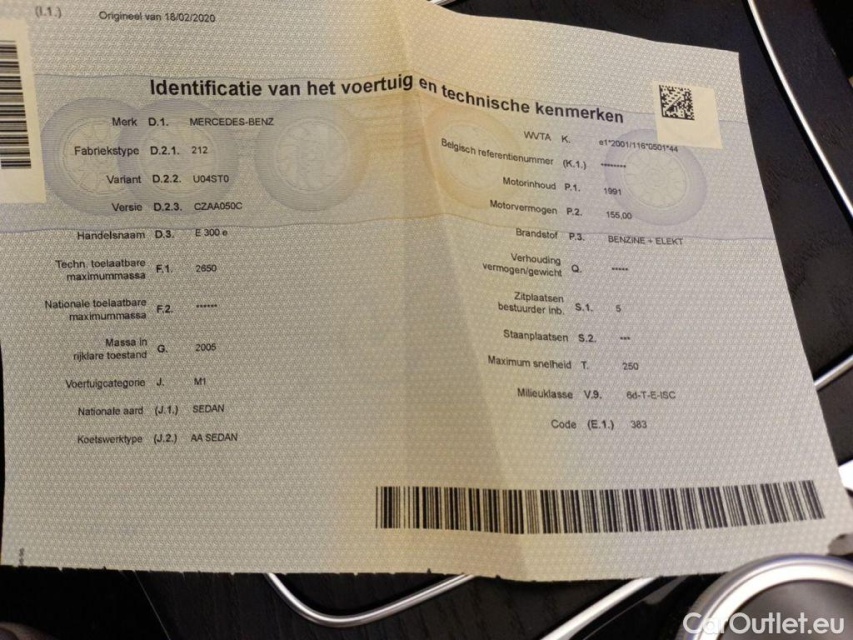 (I.1.) Origineel van 18/02/2020
Identificatie van het voertuig en technische kenmerken
Merk D.1. MERCEDES-BENZ
Fabriekstype D.2.1. 212
Variant D.2.2. U04ST0
Versie D.2.3. CZAA050C
Handelsnaam D.3. E 300 e
Techn. toelaatbare
maximummassa F.1. 2650
Nationale toelaatbare
maximummassa F.2. ******
Massa in
rijklare toestand G. 2005
Voertuigcategorie J. M1
Nationale aard (J.1.) SEDAN
Koetswerktype (J.2.) AA SEDAN
WVTA K. e1*2001/116*0501*44
Belgisch referentienummer (K.1.) *******
Motorinhoud P.1. 1991
Motorvermogen P.2. 155,00
Brandstof P.3. BENZINE + ELEKT
Verhouding
vermogen/gewicht Q. *****
Zitplaatsen
bestuurder inb. S.1. 5
Staanplaatsen S.2. ***
Maximum snelheid T. 250
Milieuklasse V.9. 6d-T-E-ISC
Code (E.1.) 383
CarOutlet.eu